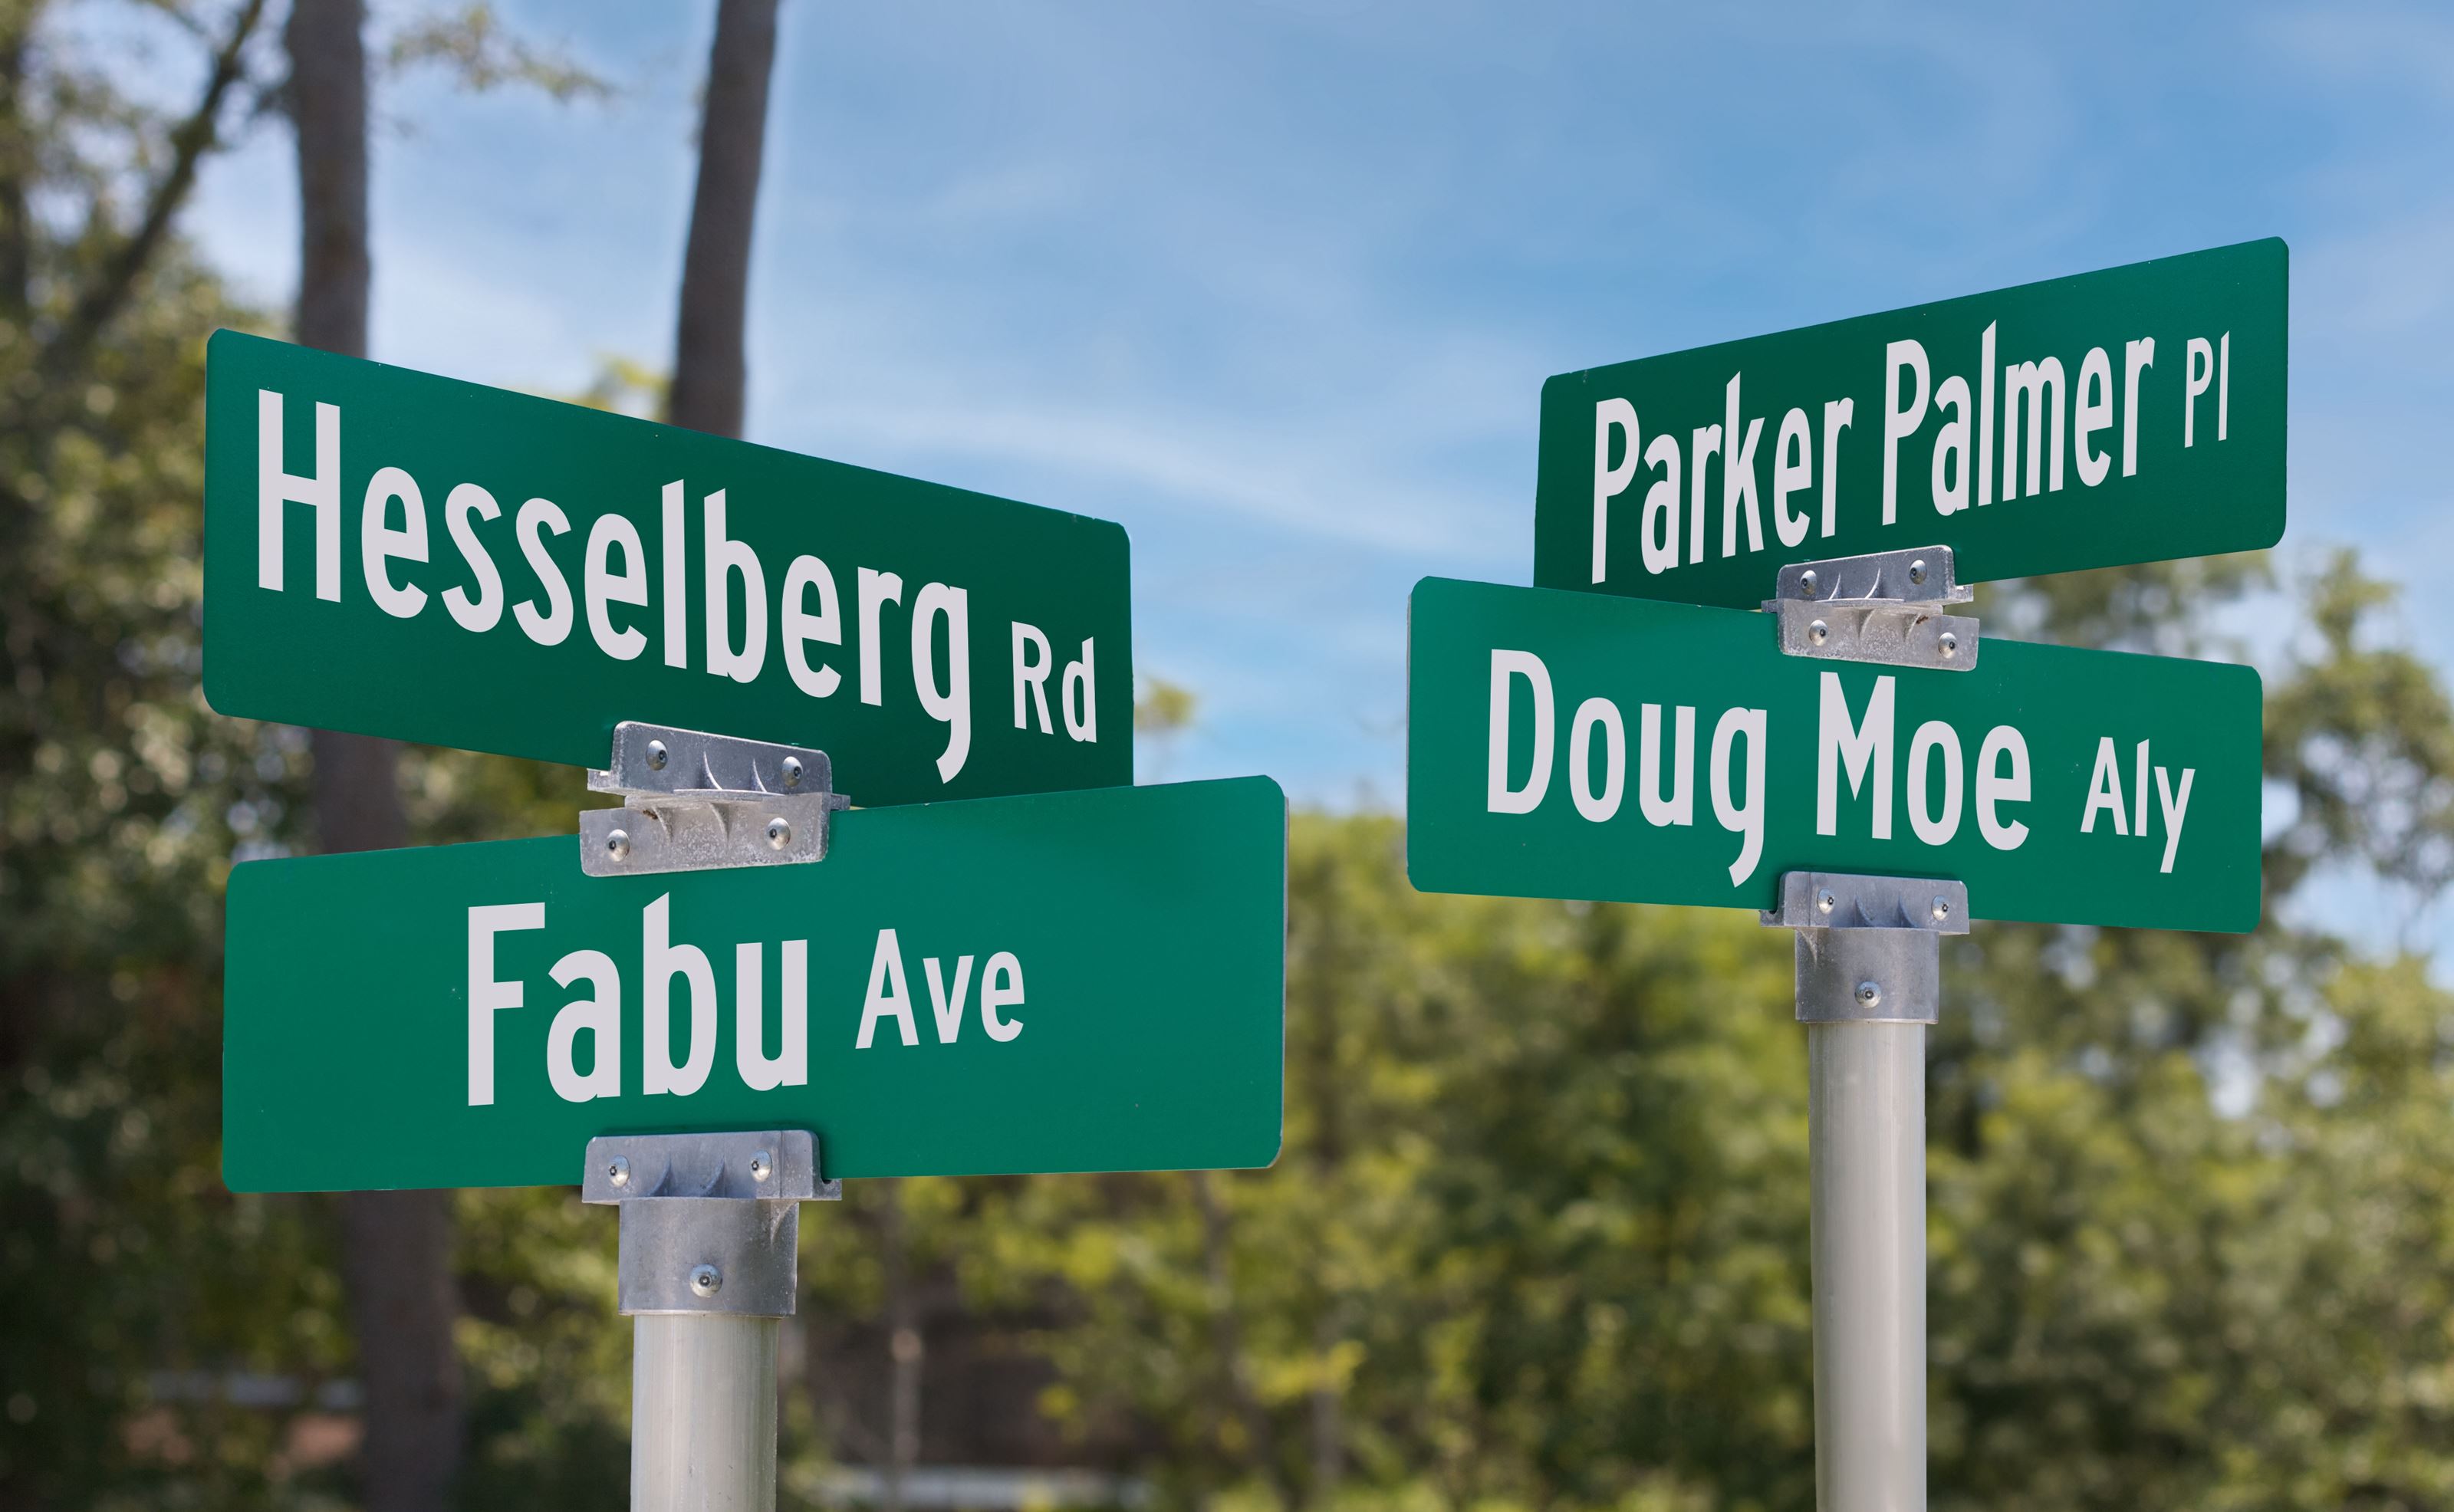 Hesselberg Rd
Fabu Ave
Parker Palmer Pl
Doug Moe Aly